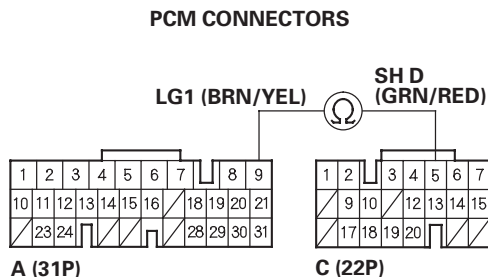 PCM CONNECTORS
SH D
LG1 (BRN/YEL) Ω (GRN/RED)
1 2 3 4 5 6 7 8 9 1 2 3 4 5 6 7
10 11 12 13 14 15 16 18 19 20 21 9 10 12 13 14 15
23 24 28 29 30 31 17 18 19 20
A (31P) C (22P)